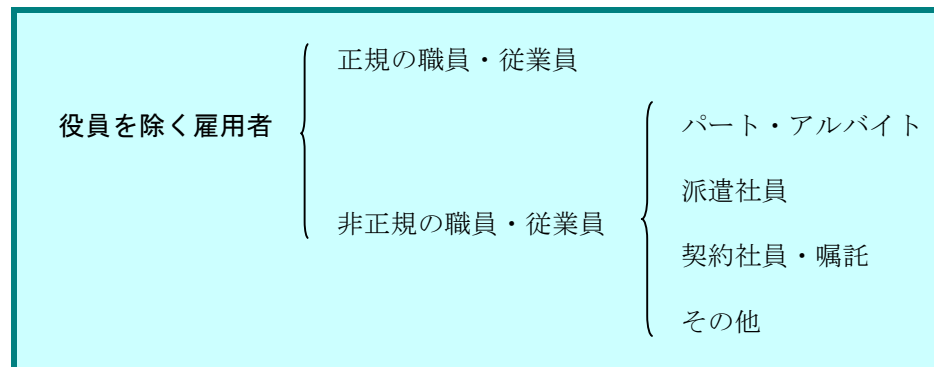 正規の職員・従業員
役員を除く雇用者
パート・アルバイト
派遣社員
非正規の職員・従業員
契約社員・嘱託
その他